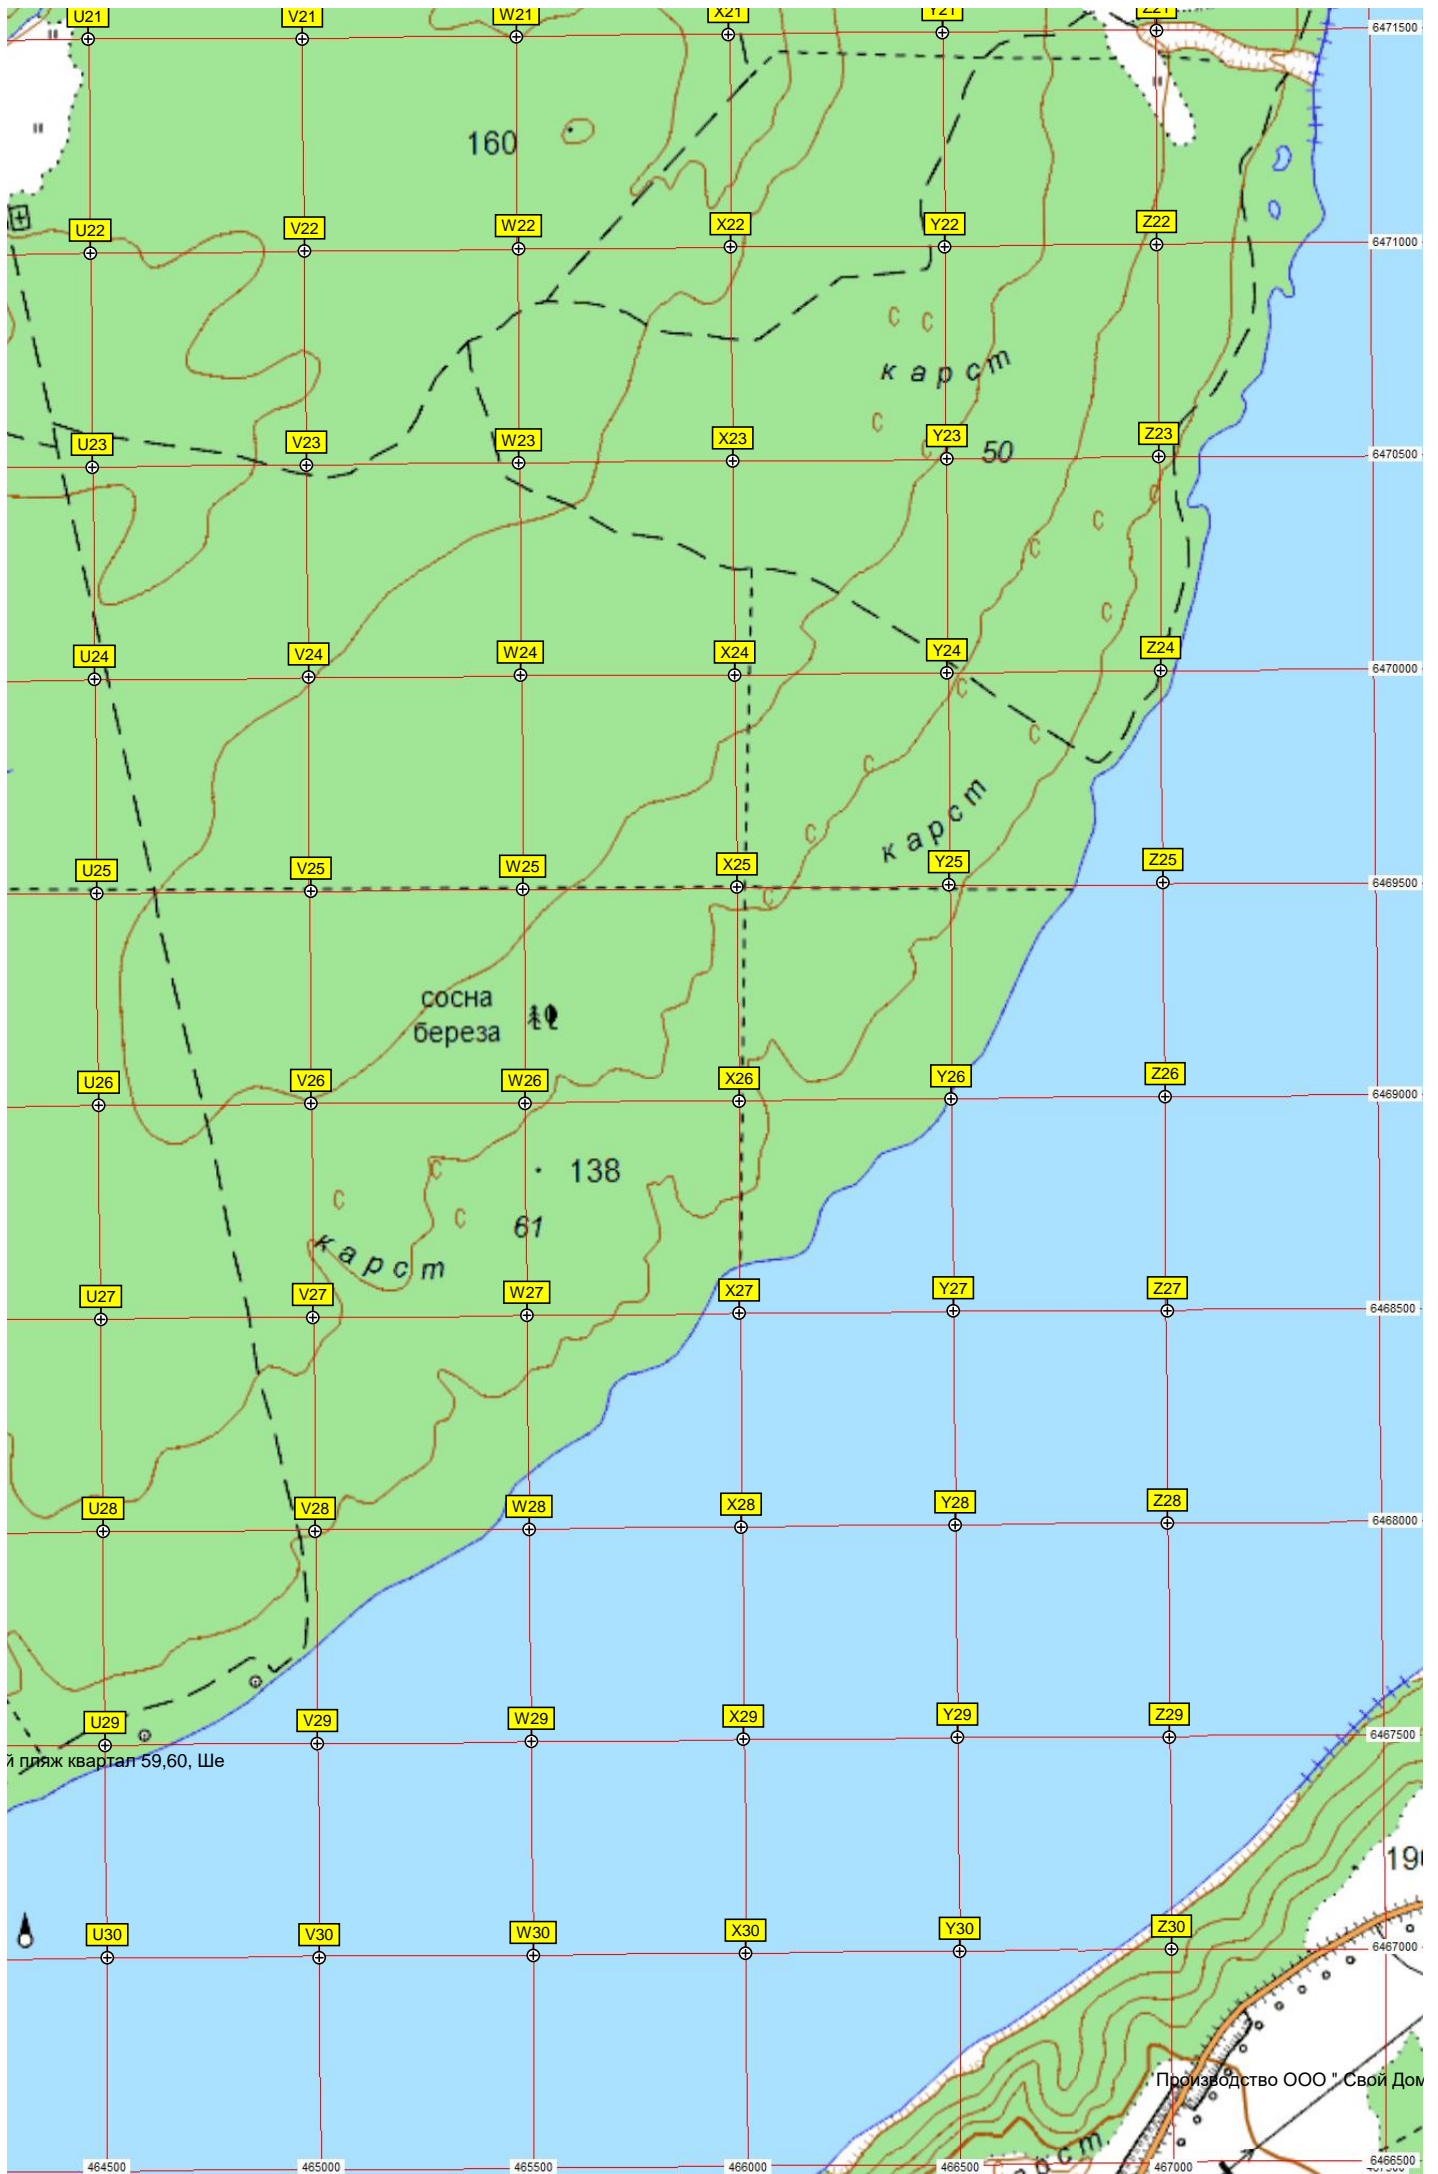 U21 V21 W21 X21 Y21 Z21
6471500
160
U22 V22 W22 X22 Y22 Z22
6471000
карст
U23 V23 W23 X23 Y23 Z23
50
6470500
U24 V24 W24 X24 Y24 Z24
6470000
карст
U25 V25 W25 X25 Y25 Z25
6469500
сосна
береза
U26 V26 W26 X26 Y26 Z26
6469000
138
61
карст
U27 V27 W27 X27 Y27 Z27
6468500
U28 V28 W28 X28 Y28 Z28
6468000
U29 V29 W29 X29 Y29 Z29
6467500
й пляж квартал 59,60, Ше
190
U30 V30 W30 X30 Y30 Z30
6467000
Производство ООО " Свой Дом
464500 465000 465500 466000 466500 467000
6466500